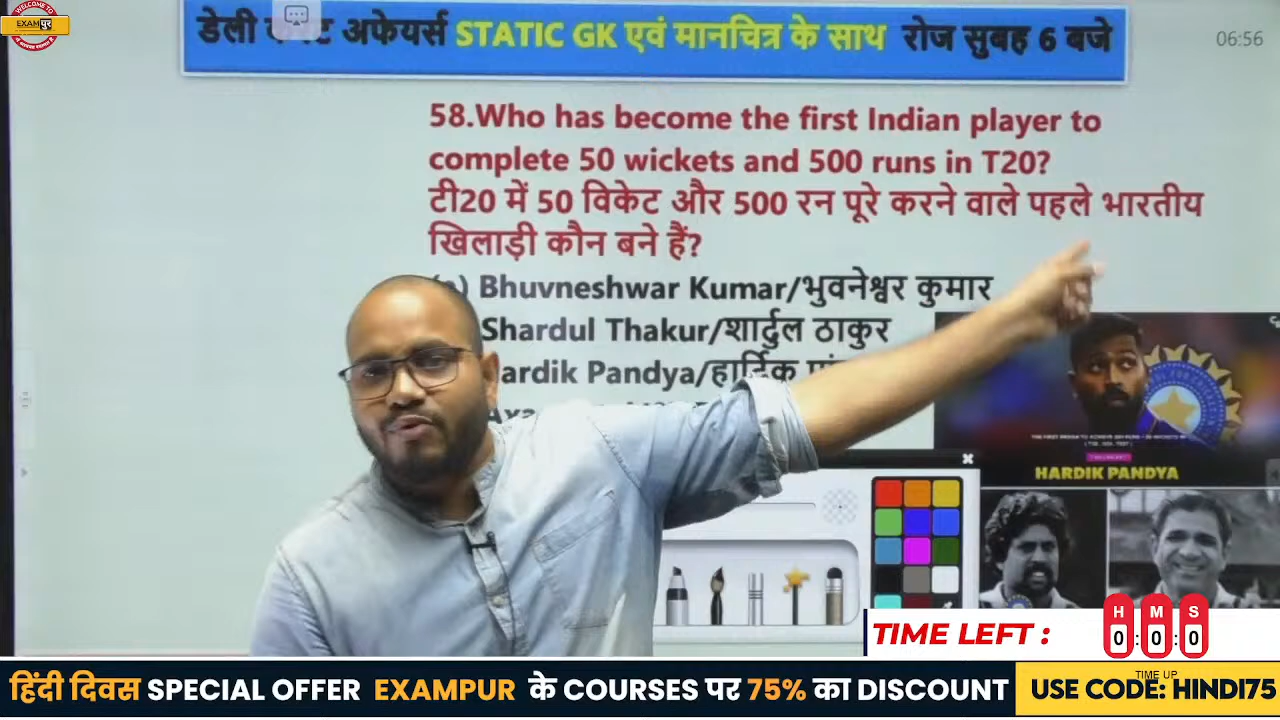 WELCOME TO
EXAMपुर
डेली अफेयर्स STATIC GK एवं मानचित्र के साथ रोज सुबह 6 बजे
06:56
58.Who has become the first Indian player to
complete 50 wickets and 500 runs in T20?
टी20 में 50 विकेट और 500 रन पूरे करने वाले पहले भारतीय
खिलाड़ी कौन बने हैं?
Bhuvneshwar Kumar/भुवनेश्वर कुमार
Shardul Thakur/शार्दुल ठाकुर
Pandya/हार्दिक
HARDIK PANDYA
TIME LEFT :
H M S
0:0:0
TIME UP
हिंदी दिवस SPECIAL OFFER EXAMPUR के COURSES पर 75% का DISCOUNT USE CODE: HINDI75